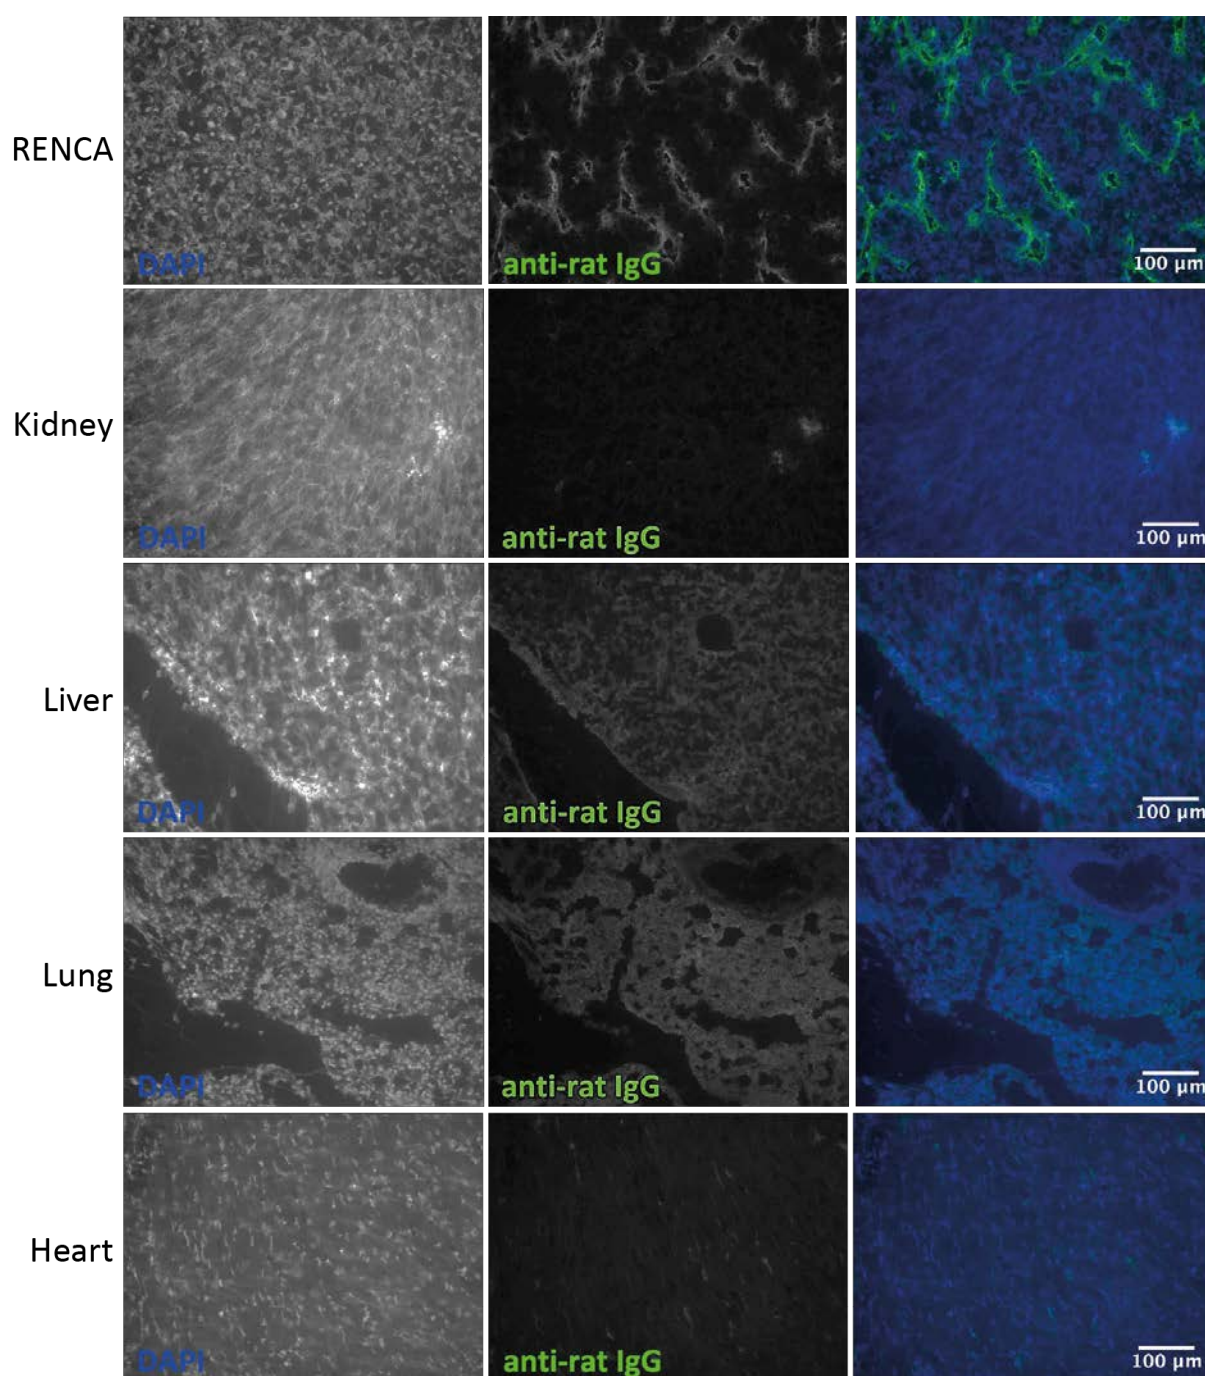 RENCA
DAPI
anti-rat IgG
100 µm
Kidney
DAPI
anti-rat IgG
100 µm
Liver
DAPI
anti-rat IgG
100 µm
Lung
DAPI
anti-rat IgG
100 µm
Heart
DAPI
anti-rat IgG
100 µm